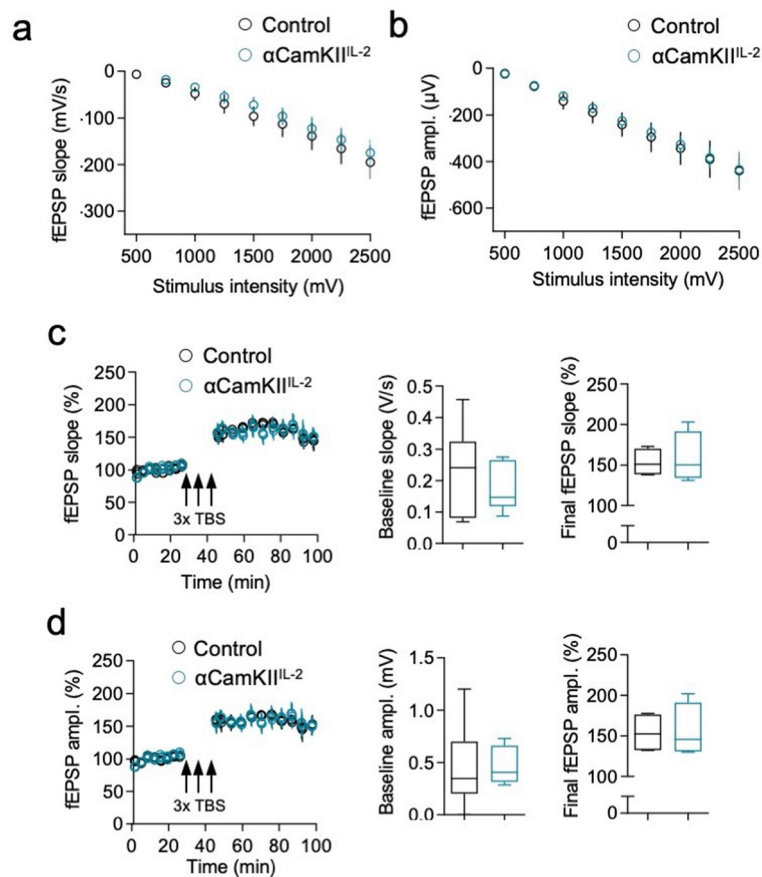 a
Control
αCamKII^IL-2
fEPSP slope (mV/s)
0
-100
-200
-300
500 1000 1500 2000 2500
Stimulus intensity (mV)
b
Control
αCamKII^IL-2
fEPSP ampl. (µV)
0
-200
-400
-600
500 1000 1500 2000 2500
Stimulus intensity (mV)
c
Control
αCamKII^IL-2
fEPSP slope (%)
250
200
150
100
50
0
3x TBS
0 20 40 60 80 100
Time (min)
Baseline slope (V/s)
0.5
0.4
0.3
0.2
0.1
0.0
Final fEPSP slope (%)
250
200
150
100
0
d
Control
αCamKII^IL-2
fEPSP ampl. (%)
250
200
150
100
50
0
3x TBS
0 20 40 60 80 100
Time (min)
Baseline ampl. (mV)
1.5
1.0
0.5
0.0
Final fEPSP ampl. (%)
250
200
150
100
0